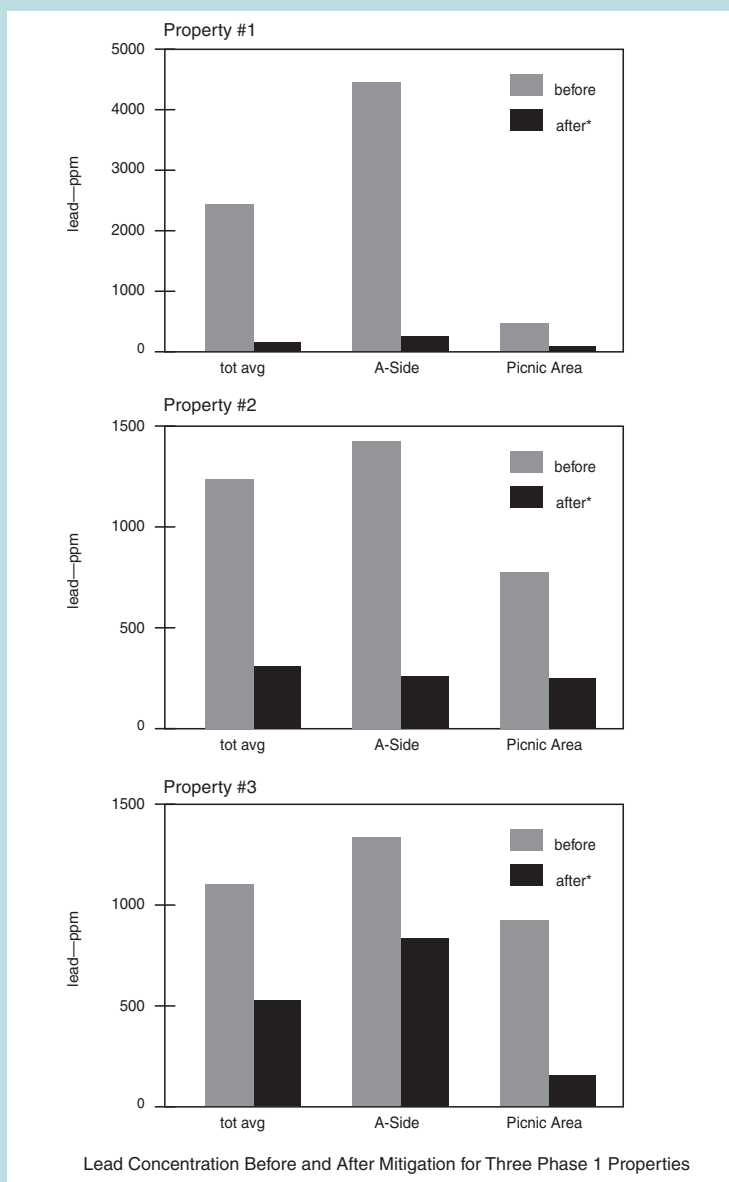 Property #1
5000
4000
3000
2000
1000
0
lead—ppm
before
after*
tot avg A-Side Picnic Area
Property #2
1500
1000
500
0
lead—ppm
before
after*
tot avg A-Side Picnic Area
Property #3
1500
1000
500
0
lead—ppm
before
after*
tot avg A-Side Picnic Area
Lead Concentration Before and After Mitigation for Three Phase 1 Properties